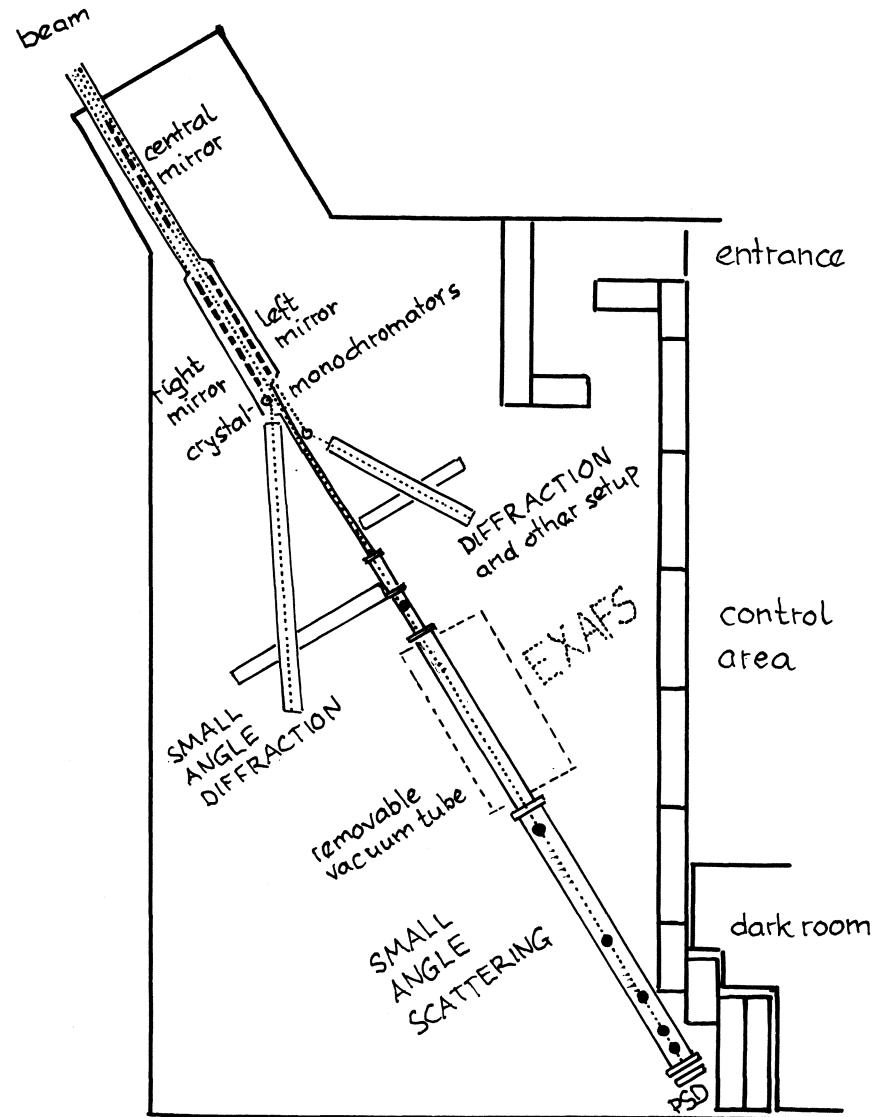 beam
central
mirror
entrance
left
mirror
monochromators
right
mirror
crystal-
DIFFRACTION
and other setup
EXAFS
control
area
SMALL
ANGLE
DIFFRACTION
removable
vacuum tube
dark room
SMALL
ANGLE
SCATTERING
PSD